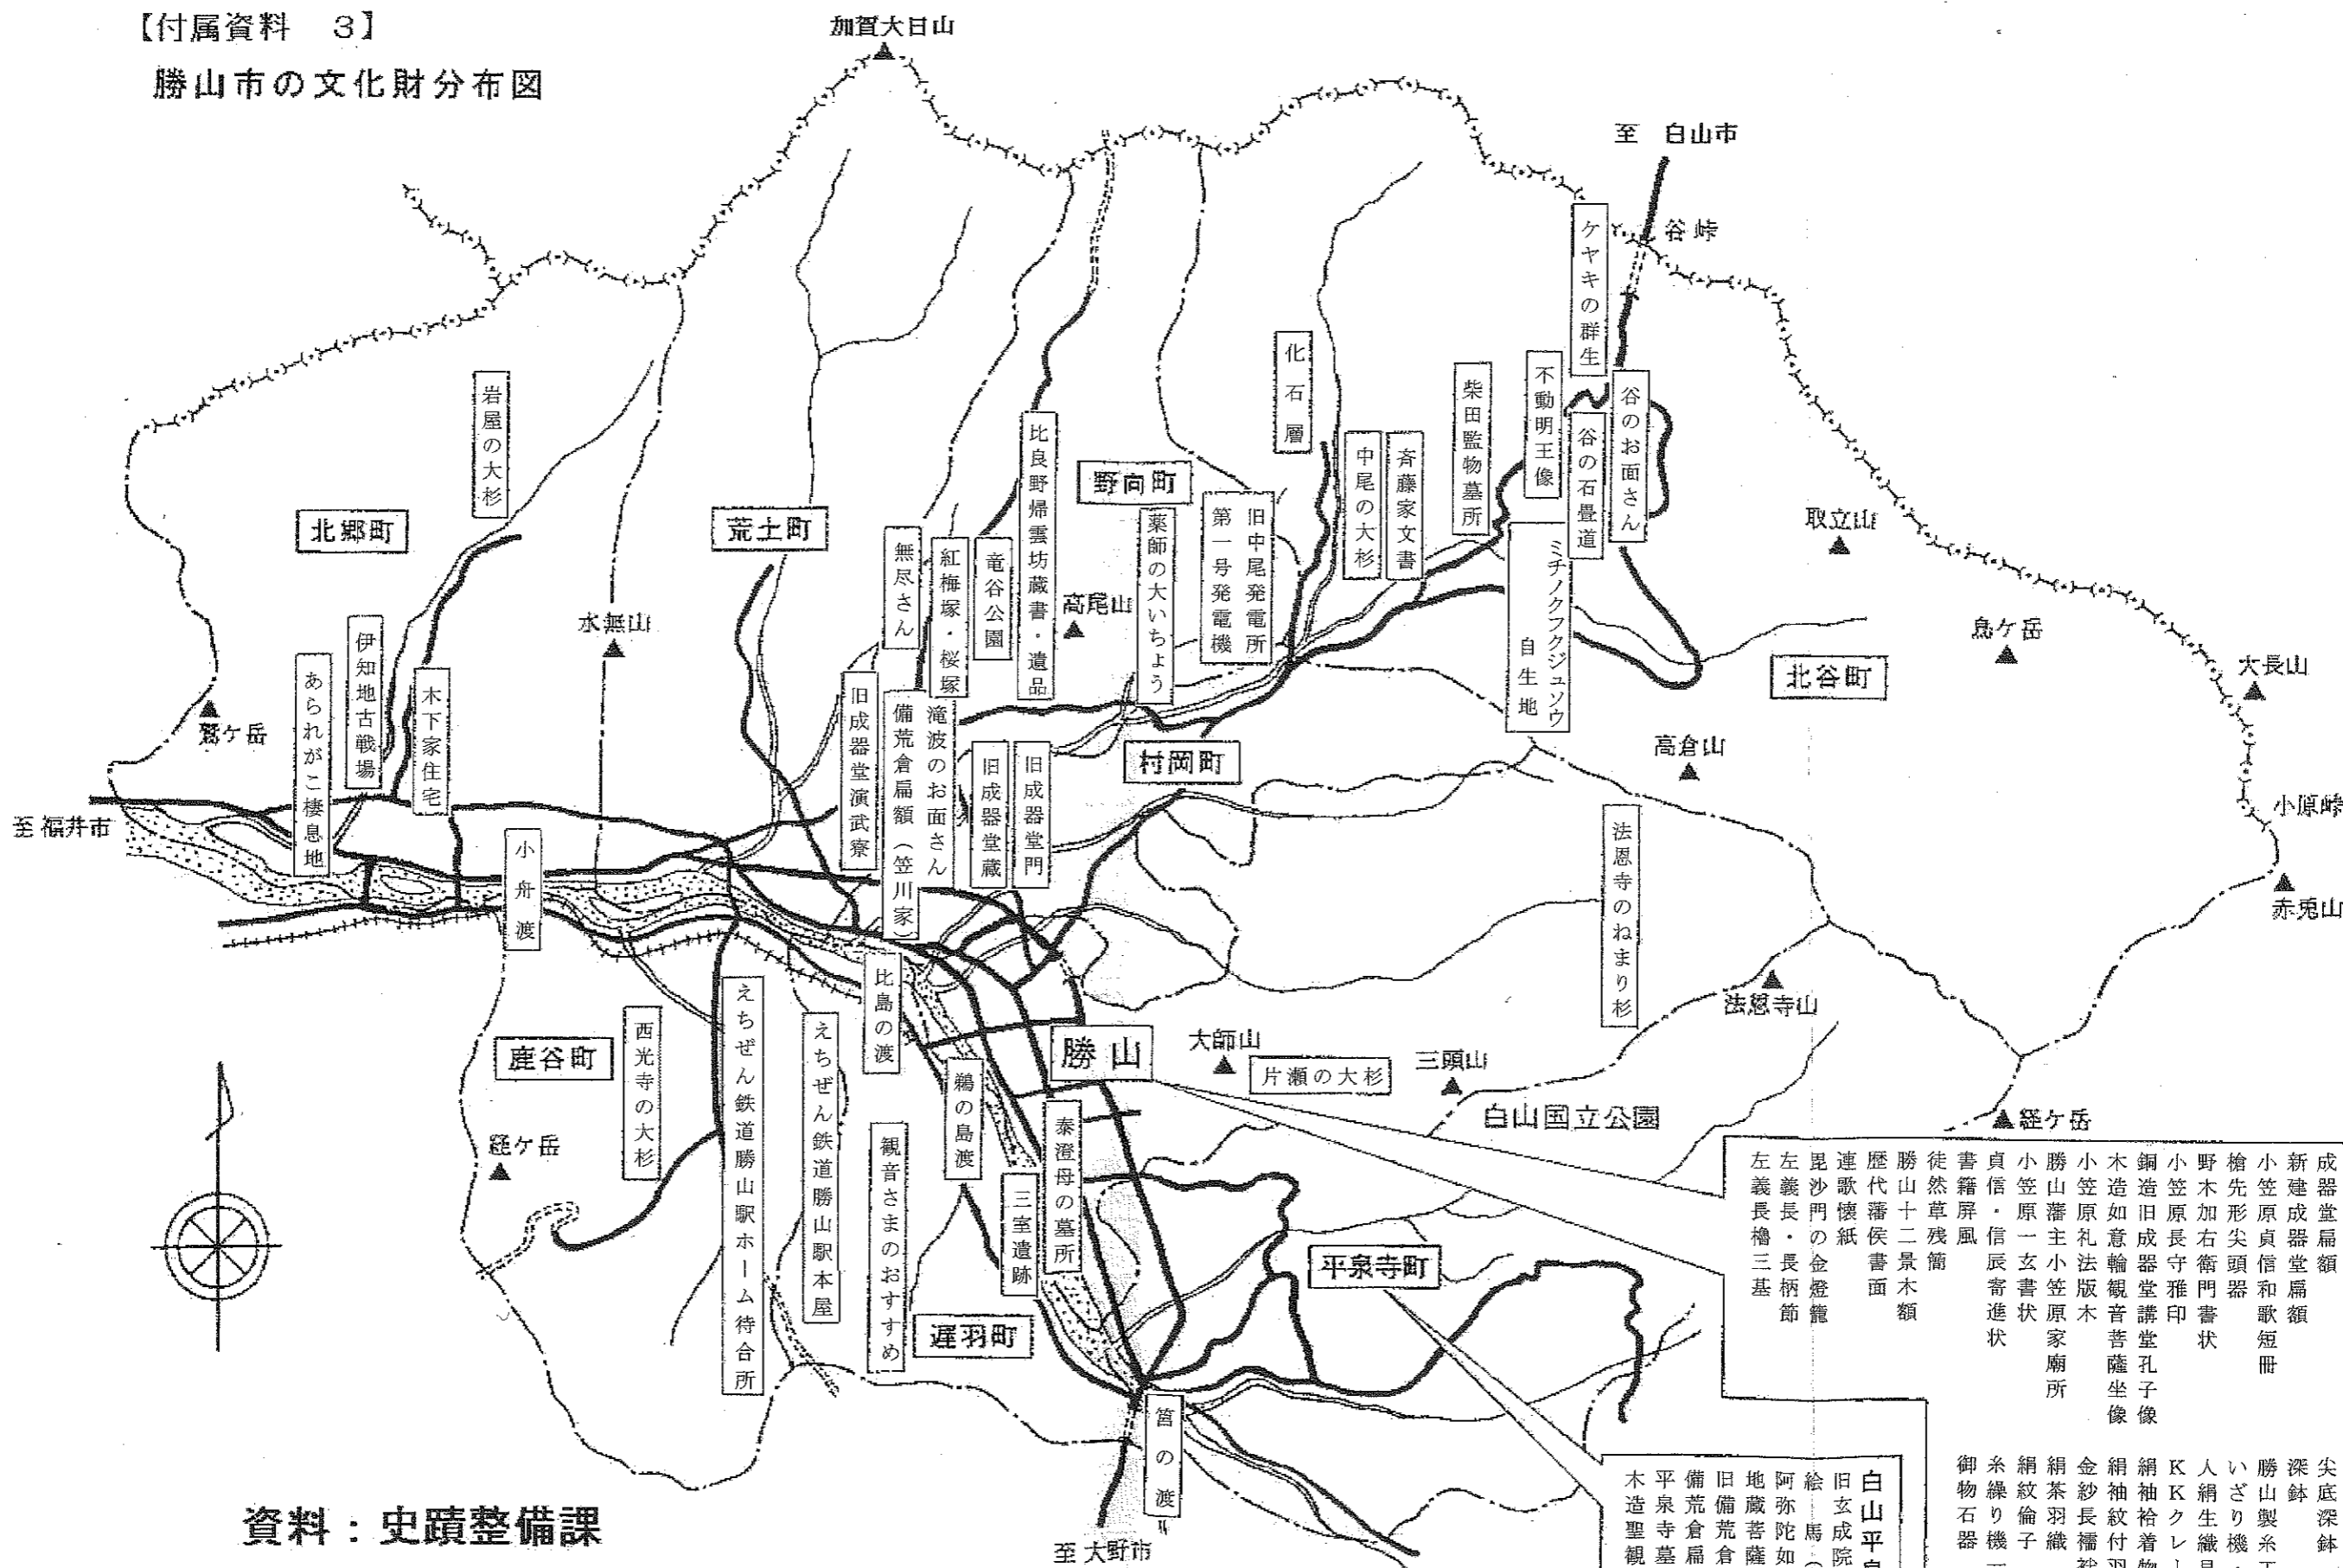 【付属資料　３】
勝山市の文化財分布図
加賀大日山
至　白山市
谷峠
ケヤキの群生
化石層
岩屋の大杉
柴田監物墓所
不動明王像
谷の石畳道
谷のお面さん
比良野帰雲坊蔵書・遺品
野向町
中尾の大杉
斉藤家文書
旧中尾発電所
第一号発電機
薬師の大いちょう
取立山
北郷町
荒土町
無尽さん
紅梅塚・桜塚
竜谷公園
高尾山
ミチノクフクジュソウ
自生地
水無山
伊知地古戦場
あられがこ棲息地
木下家住宅
鷲ケ岳
北谷町
鳥ケ岳
大長山
旧成器堂演武寮
滝波のお面さん
備荒倉扁額（笠川家
旧成器堂蔵
旧成器堂門
村岡町
高倉山
小原峠
至福井市
小舟渡
法恩寺のねまり杉
赤兎山
法恩寺山
比島の渡
西光寺の大杉
えちぜん鉄道勝山駅ホーム待合所
えちぜん鉄道勝山駅本屋
鹿谷町
勝山
大師山
片瀬の大杉
三頭山
白山国立公園
経ケ岳
経ケ岳
鵜の島渡
泰澄母の墓所
観音さまのおすすめ
三室遺跡
平泉寺町
遅羽町
筥の渡
至大野市
成器堂扁額
新建成器堂扁額
小笠原貞信和歌短冊
槍先形尖頭器
野木加右衛門書状
小笠原長守雅印
銅造旧成器堂講堂孔子像
木造如意輪観音菩薩坐像
小笠原礼法版木
勝山藩主小笠原家廟所
小笠原一玄書状
貞信・信辰寄進状
書籍屏風
徒然草残簡
勝山十二景木額
歴代藩侯書画
連歌懐紙
毘沙門の金燈籠
左義長・長柄節
左義長櫓三基
尖底深鉢
深鉢
勝山製糸工
いざり機・
人絹生織見
ＫＫクレー
絹袖袷着物
絹袖紋付羽
金紗長襦袢
絹茶羽織
絹紋倫子
糸繰り機一
御物石器
白山平泉
旧玄成院
絵馬（
阿弥陀如
地蔵菩薩
旧備荒倉
備荒倉扁
平泉寺墓
木造聖観
資料：史蹟整備課